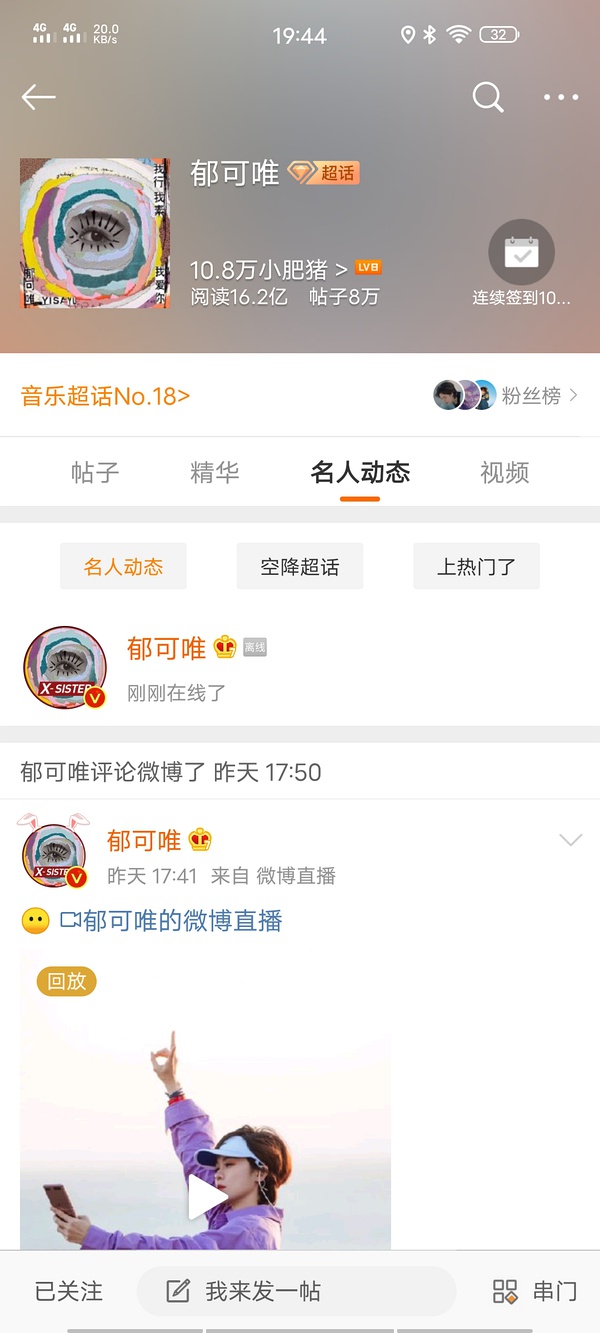 4G 4G 20.0 KB/s 19:44 32
郁可唯 超话
我行我素
郁可唯
我爱尔
YISAYU
10.8万小肥猪 > LV8
阅读16.2亿 帖子8万
连续签到10...
音乐超话No.18>
粉丝榜
帖子 精华 名人动态 视频
名人动态 空降超话 上热门了
郁可唯 离线
X-SISTER
刚刚在线了
郁可唯评论微博了 昨天 17:50
郁可唯
X-SISTER
昨天 17:41 来自 微博直播
郁可唯的微博直播
回放
已关注 我来发一帖 串门